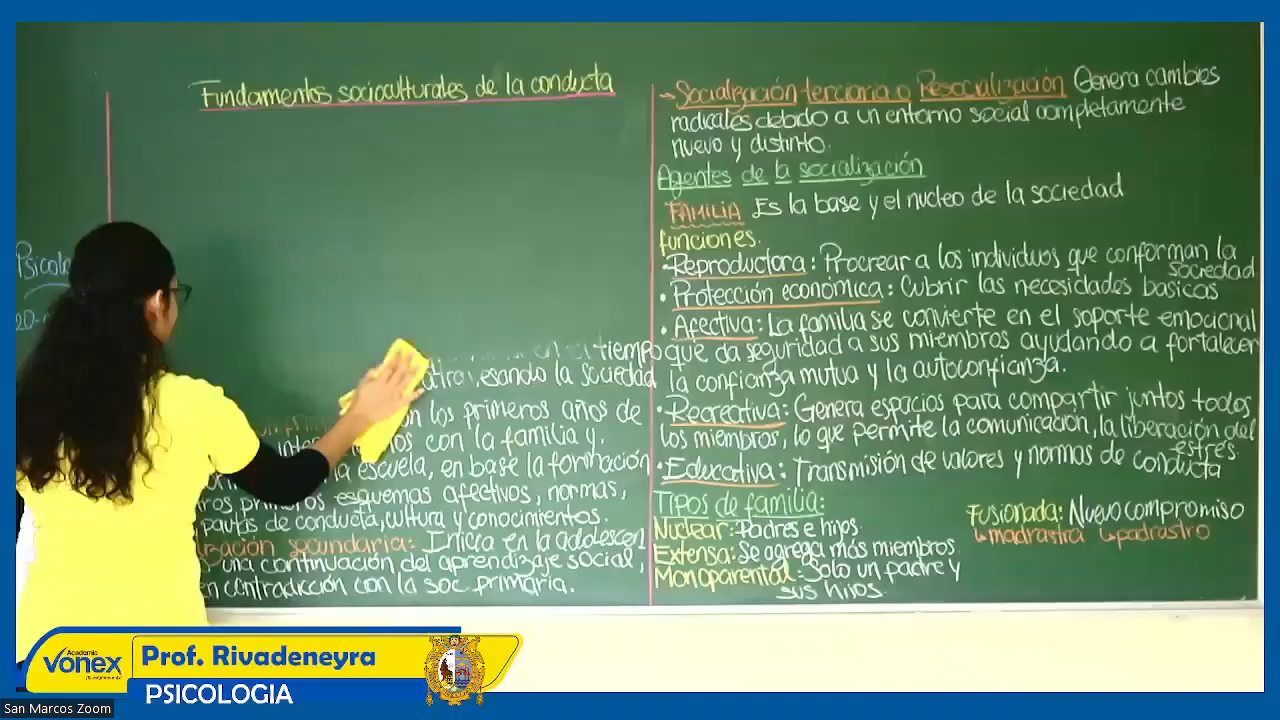 Fundamentos socioculturales de la conducta
Psicolo
20-
tiempo
esando la sociedad
los primeros años de
con la familia y
la escuela, en base la formación
primeros esquemas afectivos, normas,
pautas de conducta, cultura y conocimientos.
secundaria: Inicia en la adolescen
una continuación del aprendizaje social,
en contradicción con la soc. primaria.
→ Socialización terciaria o Resocialización Genera cambios
radicales debido a un entorno social completamente
nuevo y distinto.
Agentes de la socialización
FAMILIA Es la base y el nucleo de la sociedad
funciones.
• Reproductora: Procrear a los individuos que conforman la
sociedad
• Protección económica: Cubrir las necesidades basicas
• Afectiva: La familia se convierte en el soporte emocional
que da seguridad a sus miembros ayudando a fortalecer
la confianza mutua y la autoconfianza.
• Recreativa: Genera espacios para compartir juntos todos
los miembros, lo que permite la comunicación, la liberación del
estrés.
• Educativa: Transmisión de valores y normas de conducta
Tipos de familia:
Nuclear: Padres e hijos.
Extensa: Se agrega más miembros
Monoparental: Solo un padre y
sus hijos.
Fusionada: Nuevo compromiso
↳madrastra ↳padrastro
Academia
VONEX
Prof. Rivadeneyra
PSICOLOGIA
San Marcos Zoom